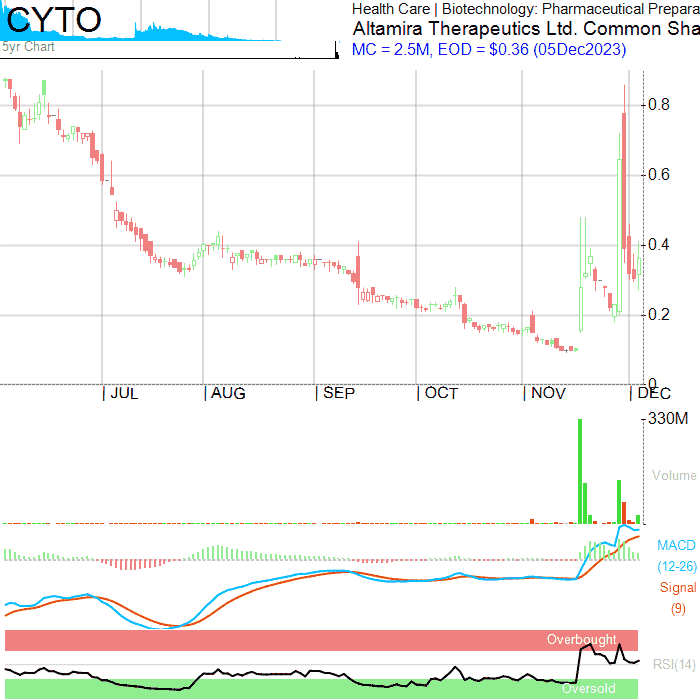 CYTO
5yr Chart
Health Care | Biotechnology: Pharmaceutical Prepara
Altamira Therapeutics Ltd. Common Sha
MC = 2.5M, EOD = $0.36 (05Dec2023)
0.8
0.6
0.4
0.2
0
| JUL | AUG | SEP | OCT | NOV | DEC
330M
Volume
MACD
(12-26)
Signal
(9)
Overbought
RSI(14)
Oversold